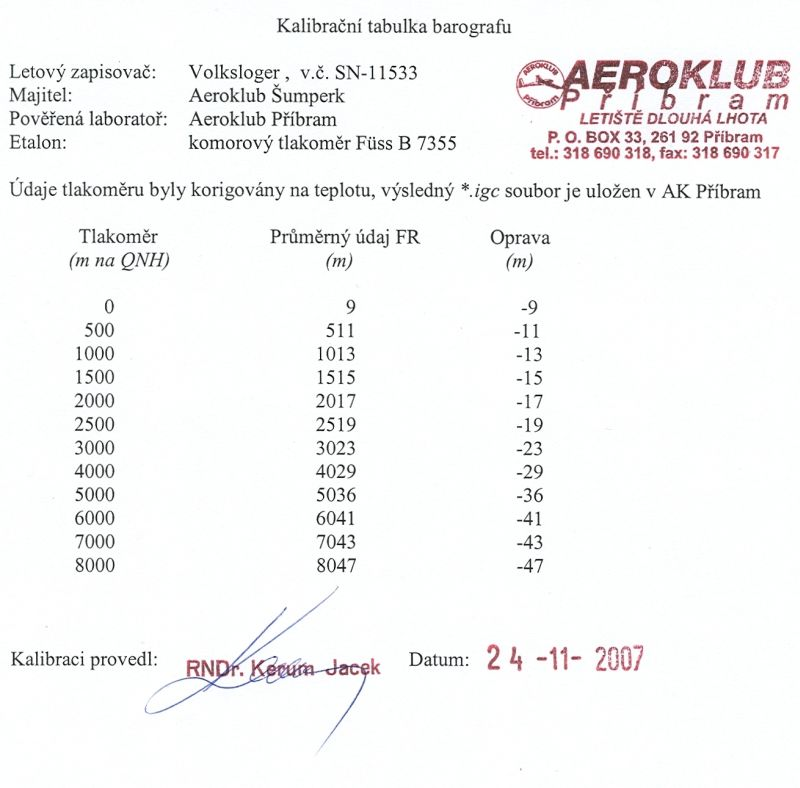 Kalibrační tabulka barografu
Letový zapisovač: Volksloger , v.č. SN-11533
Majitel: Aeroklub Šumperk
Pověřená laboratoř: Aeroklub Příbram
Etalon: komorový tlakoměr Füss B 7355
AEROKLUB
Příbram
AEROKLUB
Příbram
LETIŠTĚ DLOUHÁ LHOTA
P. O. BOX 33, 261 92 Příbram
tel.: 318 690 318, fax: 318 690 317
Údaje tlakoměru byly korigovány na teplotu, výsledný *.igc soubor je uložen v AK Příbram
Tlakoměr Průměrný údaj FR Oprava
(m na QNH) (m) (m)
0 9 -9
500 511 -11
1000 1013 -13
1500 1515 -15
2000 2017 -17
2500 2519 -19
3000 3023 -23
4000 4029 -29
5000 5036 -36
6000 6041 -41
7000 7043 -43
8000 8047 -47
Kalibraci provedl: RNDr. Kerum Jacek Datum: 24 -11- 2007